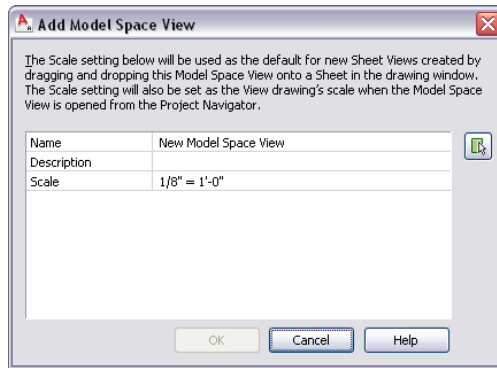 Add Model Space View
The Scale setting below will be used as the default for new Sheet Views created by
dragging and dropping this Model Space View onto a Sheet in the drawing window.
The Scale setting will also be set as the View drawing's scale when the Model Space
View is opened from the Project Navigator.
Name New Model Space View
Description
Scale 1/8" = 1'-0"
OK Cancel Help